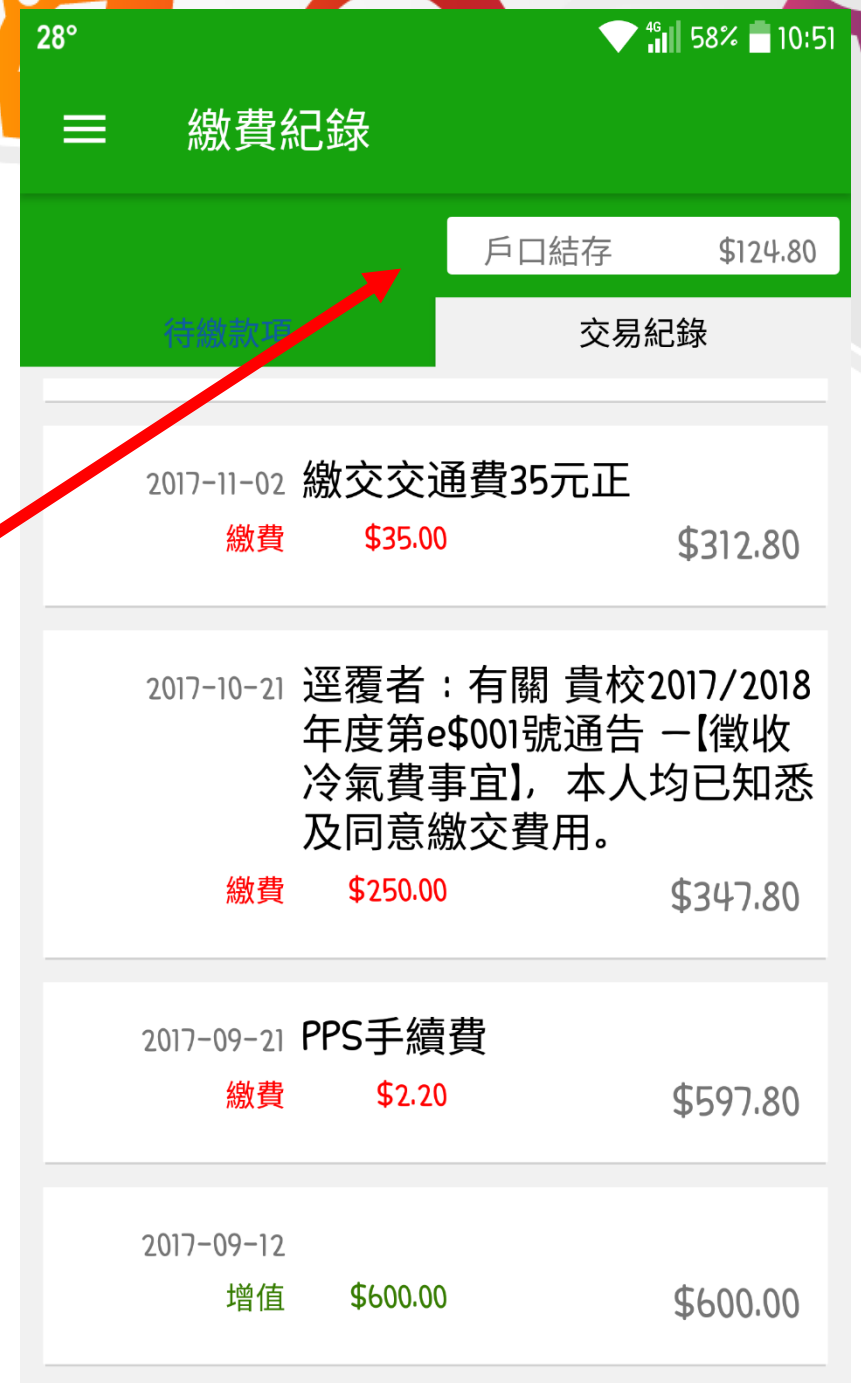 28°
4G 58% 10:51
繳費紀錄
戶口結存 $124.80
待繳款項 交易紀錄
2017-11-02 繳交交通費35元正
繳費 $35.00 $312.80
2017-10-21 逕覆者：有關 貴校2017/2018
年度第e$001號通告 —【徵收
冷氣費事宜】，本人均已知悉
及同意繳交費用。
繳費 $250.00 $347.80
2017-09-21 PPS手續費
繳費 $2.20 $597.80
2017-09-12
增值 $600.00 $600.00